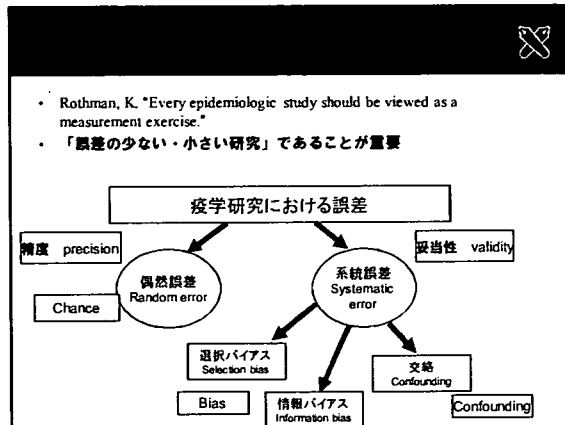 • Rothman, K. "Every epidemiologic study should be viewed as a
measurement exercise."
• 「誤差の少ない・小さい研究」であることが重要
疫学研究における誤差
精度 precision
妥当性 validity
偶然誤差
Random error
系統誤差
Systematic
error
Chance
選択バイアス
Selection bias
交絡
Confounding
Bias
情報バイアス
Information bias
Confounding